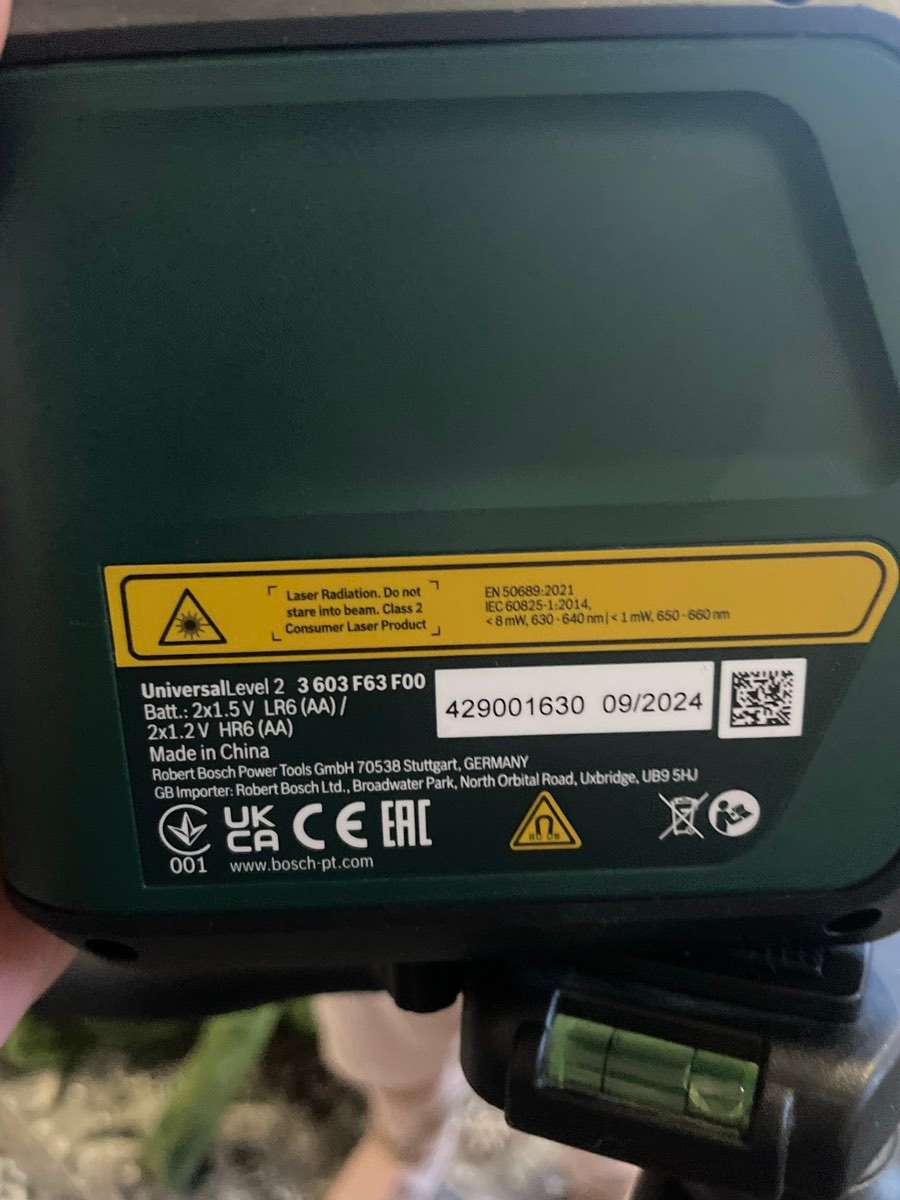 Laser Radiation. Do not
stare into beam. Class 2
Consumer Laser Product
EN 50689:2021
IEC 60825-1:2014,
< 8 mW, 630 - 640 nm | < 1 mW, 650 - 660 nm
UniversalLevel 2 3 603 F63 F00
Batt.: 2x1.5 V LR6 (AA) /
2x1.2 V HR6 (AA)
429001630 09/2024
Made in China
Robert Bosch Power Tools GmbH 70538 Stuttgart, GERMANY
GB Importer: Robert Bosch Ltd., Broadwater Park, North Orbital Road, Uxbridge, UB9 5HJ
UK
CA
CE
EAC
001
www.bosch-pt.com